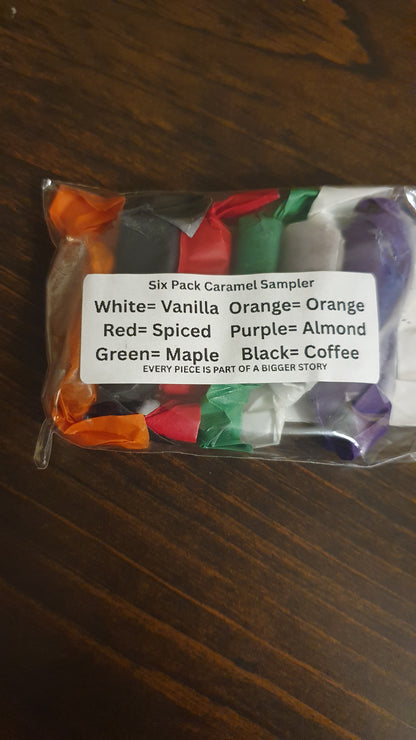 Six Pack Caramel Sampler
White= Vanilla Orange= Orange
Red= Spiced Purple= Almond
Green= Maple Black= Coffee
EVERY PIECE IS PART OF A BIGGER STORY